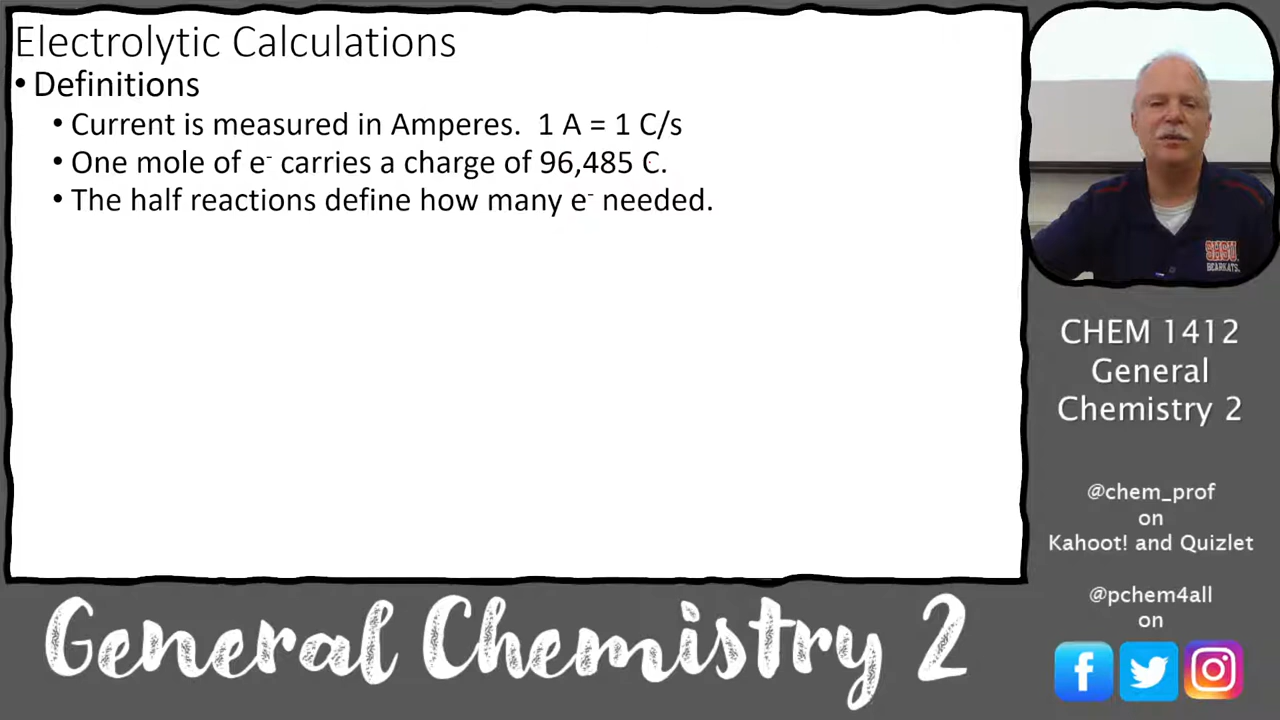 Electrolytic Calculations
• Definitions
• Current is measured in Amperes.  1 A = 1 C/s
• One mole of e⁻ carries a charge of 96,485 C.
• The half reactions define how many e⁻ needed.
SHSU
BEARKATS
CHEM 1412
General
Chemistry 2
@chem_prof
on
Kahoot! and Quizlet
@pchem4all
on
General Chemistry 2